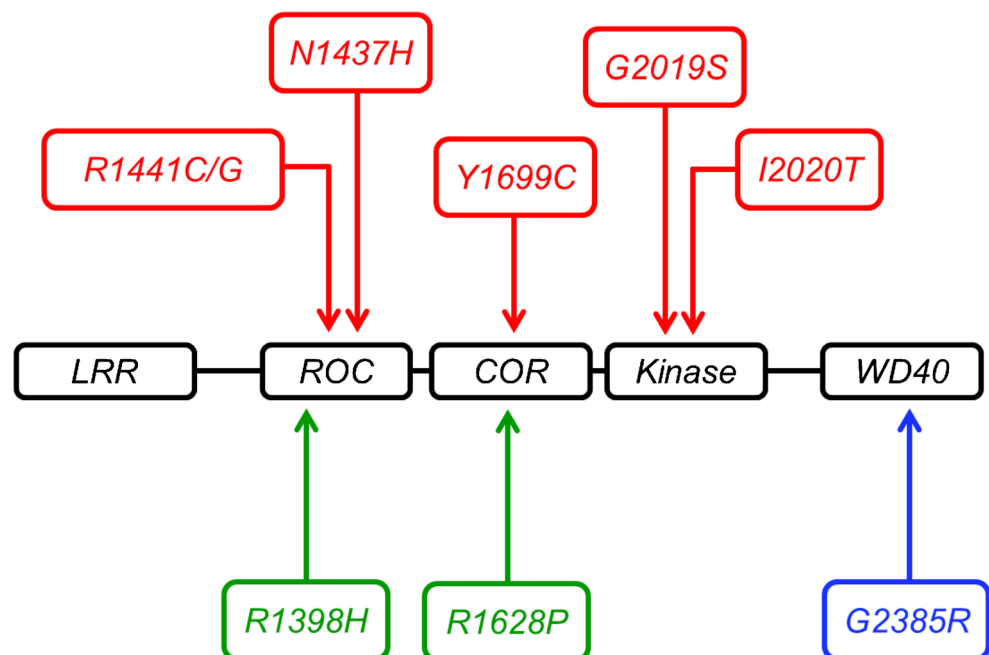 N1437H
G2019S
R1441C/G
Y1699C
I2020T
LRR
ROC
COR
Kinase
WD40
R1398H
R1628P
G2385R